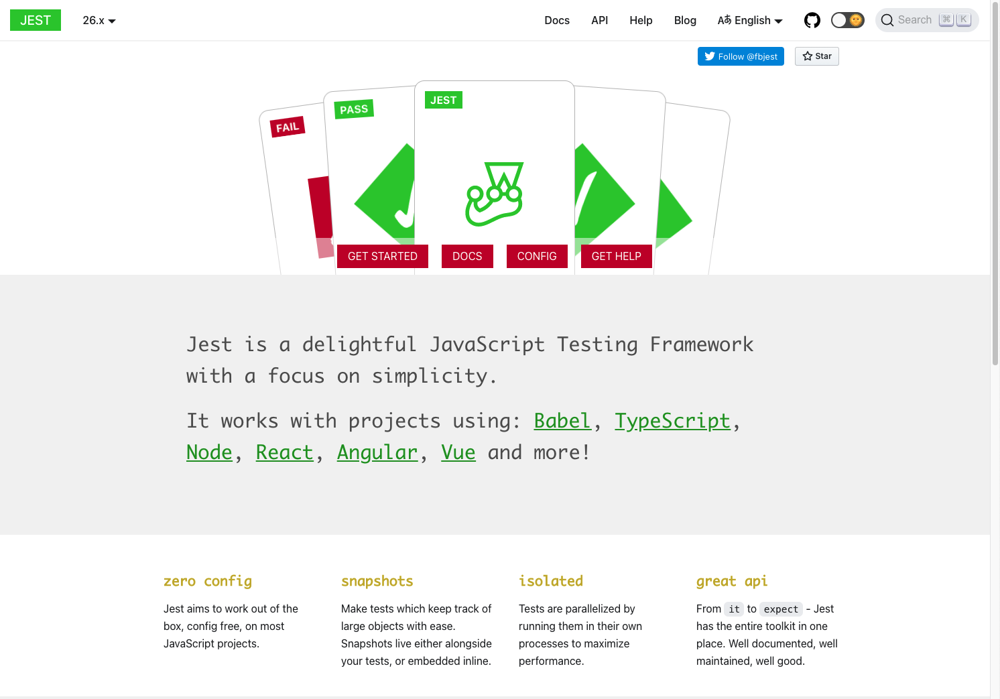 JEST
26.x
Docs
API
Help
Blog
Aあ English
Search ⌘ K
Follow @fbjest
Star
FAIL
PASS
JEST
GET STARTED
DOCS
CONFIG
GET HELP
Jest is a delightful JavaScript Testing Framework
with a focus on simplicity.
It works with projects using: Babel, TypeScript,
Node, React, Angular, Vue and more!
zero config
Jest aims to work out of the
box, config free, on most
JavaScript projects.
snapshots
Make tests which keep track of
large objects with ease.
Snapshots live either alongside
your tests, or embedded inline.
isolated
Tests are parallelized by
running them in their own
processes to maximize
performance.
great api
From it to expect - Jest
has the entire toolkit in one
place. Well documented, well
maintained, well good.